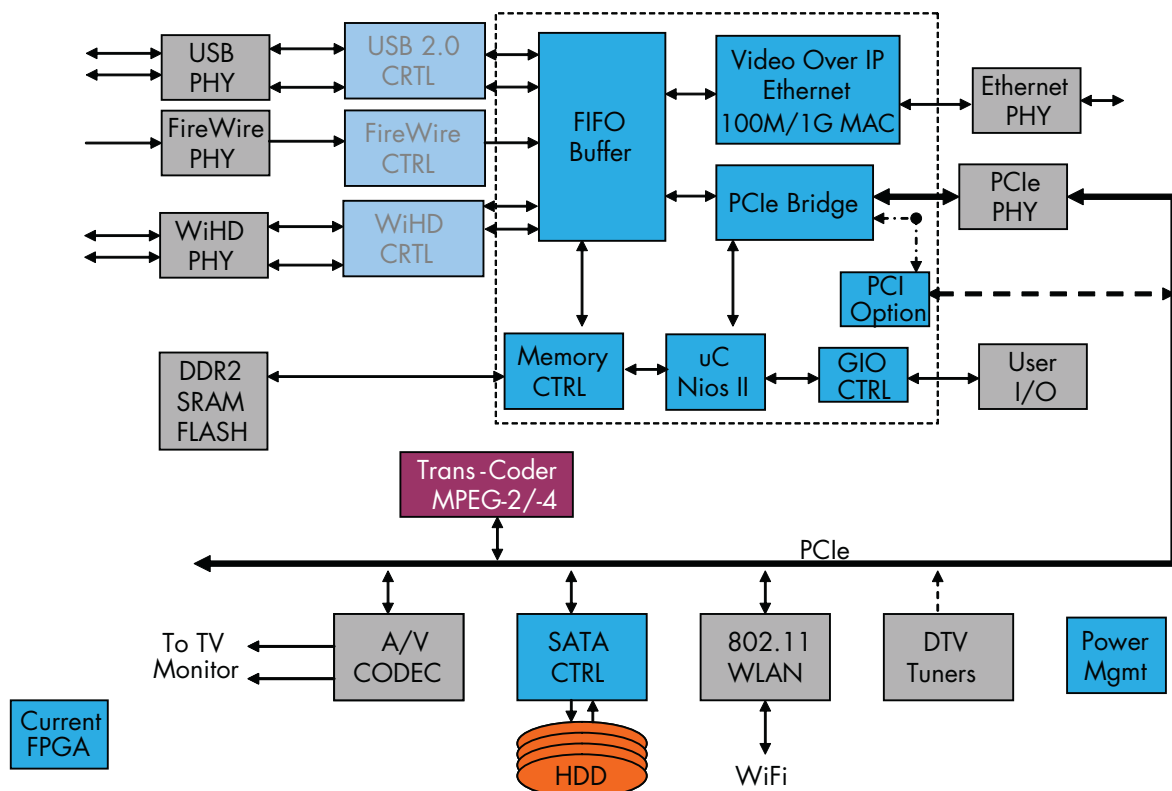 USB
PHY
USB 2.0
CRTL
FIFO
Buffer
Video Over IP
Ethernet
100M/1G MAC
Ethernet
PHY
FireWire
PHY
FireWire
CTRL
PCIe Bridge
PCIe
PHY
WiHD
PHY
WiHD
CRTL
PCI
Option
DDR2
SRAM
FLASH
Memory
CTRL
uC
Nios II
GIO
CTRL
User
I/O
Trans-Coder
MPEG-2/-4
PCIe
To TV
Monitor
A/V
CODEC
SATA
CTRL
802.11
WLAN
DTV
Tuners
Power
Mgmt
Current
FPGA
HDD
WiFi